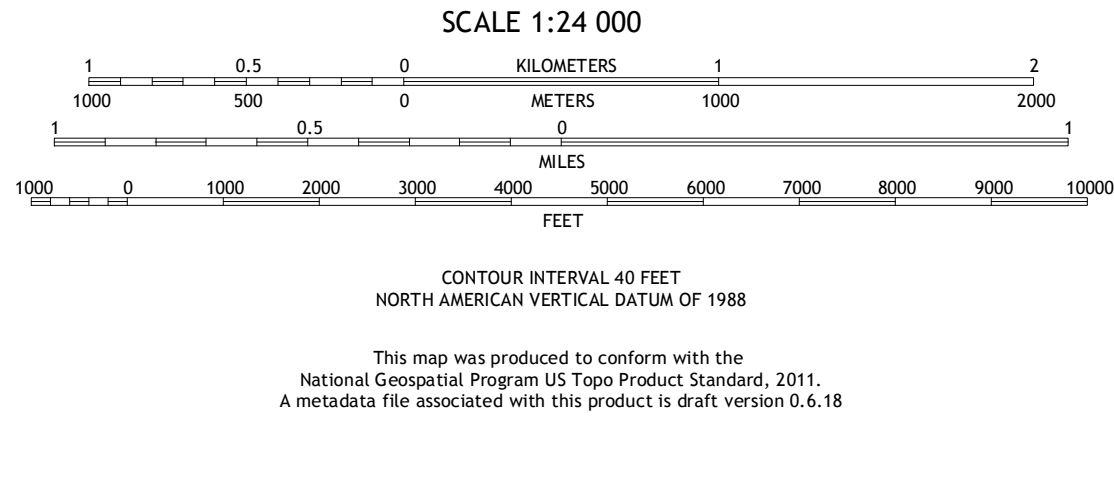 SCALE 1:24 000
1 0.5 0 KILOMETERS 1 2
1000 500 0 METERS 1000 2000
1 0.5 0 1
MILES
1000 0 1000 2000 3000 4000 5000 6000 7000 8000 9000 10000
FEET
CONTOUR INTERVAL 40 FEET
NORTH AMERICAN VERTICAL DATUM OF 1988
This map was produced to conform with the
National Geospatial Program US Topo Product Standard, 2011.
A metadata file associated with this product is draft version 0.6.18